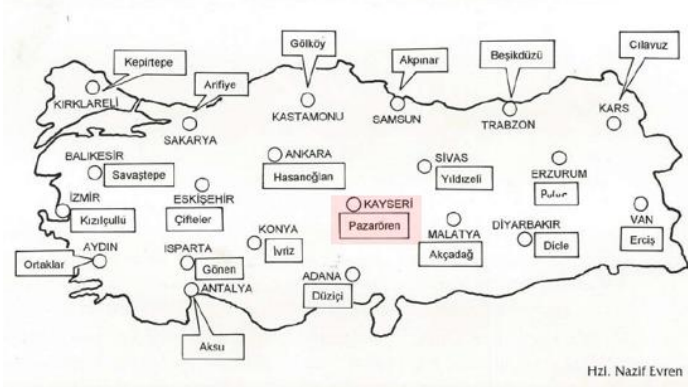 Gölköy
Kepirtepe
Akpınar
Beşikdüzü
Cılavuz
Arifiye
KIRKLARELİ
KASTAMONU
SAMSUN
TRABZON
KARS
SAKARYA
BALIKESİR
Savaştepe
ANKARA
Hasanoğlan
SİVAS
Yıldızeli
ERZURUM
İZMİR
Kızılçullu
ESKİŞEHİR
Çifteler
KAYSERİ
Pazarören
MALATYA
Akçadağ
DİYARBAKIR
Dicle
VAN
Erciş
KONYA
İvriz
AYDIN
Ortaklar
ISPARTA
Gönen
ADANA
Düziçi
ANTALYA
Aksu
Hzl. Nazif Evren